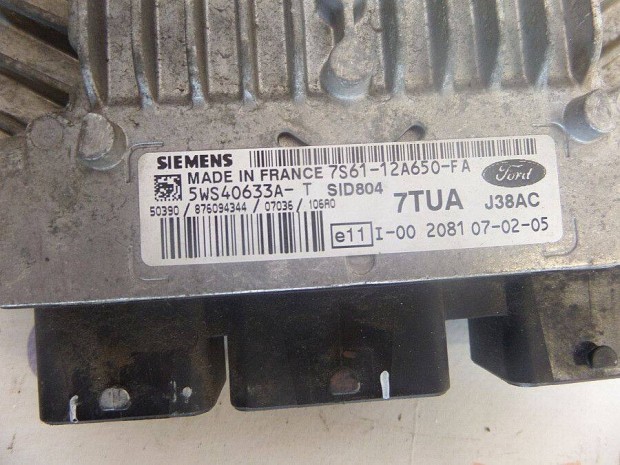 SIEMENS
MADE IN FRANCE 7S61-12A650-FA
5WS40633A- T SID804
50390 / 876094344 / 07036 / 106R0
Ford
7TUA J38AC
e11 I-00 2081 07-02-05